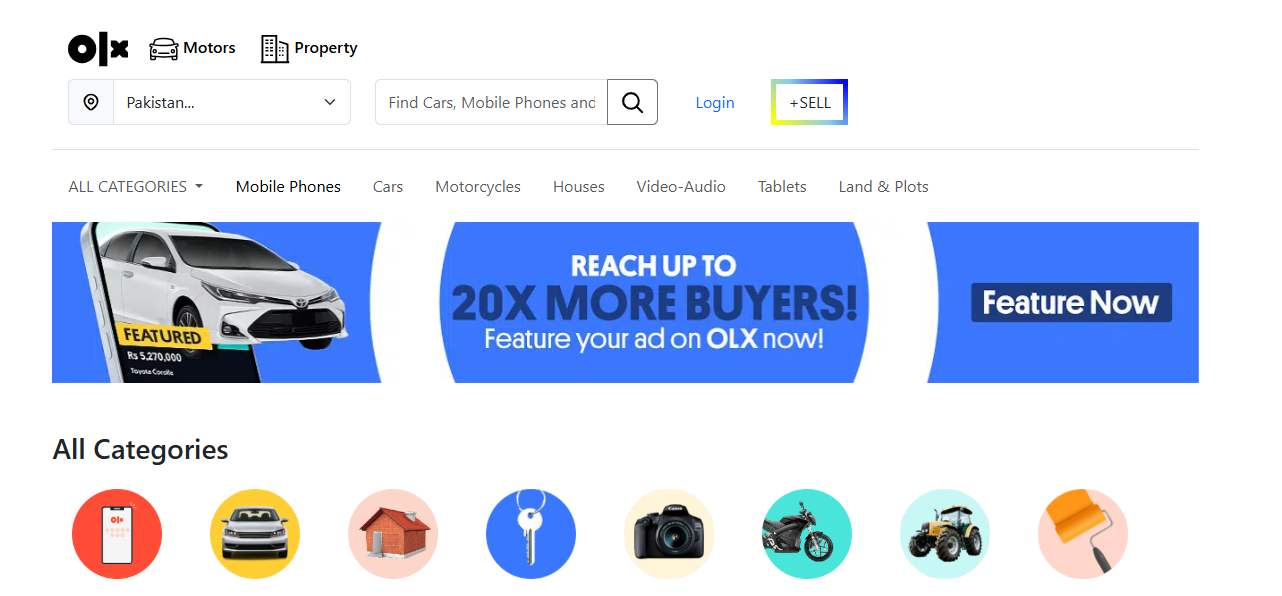 olx Motors Property
Pakistan... Find Cars, Mobile Phones and Login +SELL
ALL CATEGORIES Mobile Phones Cars Motorcycles Houses Video-Audio Tablets Land & Plots
FEATURED
Rs 5,270,000
Toyota Corolla
REACH UP TO
20X MORE BUYERS!
Feature your ad on OLX now!
Feature Now
All Categories
olx
Canon